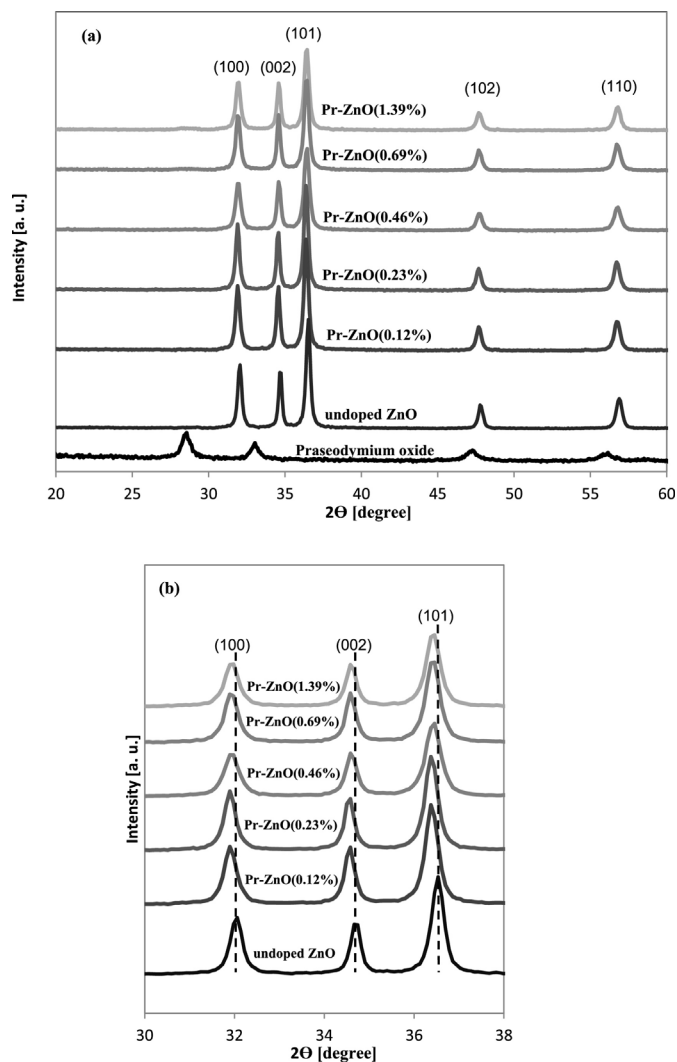 (a)
(101)
(100) (002)
(102) (110)
Pr-ZnO(1.39%)
Pr-ZnO(0.69%)
Pr-ZnO(0.46%)
Pr-ZnO(0.23%)
Pr-ZnO(0.12%)
undoped ZnO
Praseodymium oxide
Intensity [a. u.]
20 25 30 35 40 45 50 55 60
2Ɵ [degree]
(b)
(101)
(100) (002)
Pr-ZnO(1.39%)
Pr-ZnO(0.69%)
Pr-ZnO(0.46%)
Pr-ZnO(0.23%)
Pr-ZnO(0.12%)
undoped ZnO
Intensity [a. u.]
30 32 34 36 38
2Ɵ [degree]